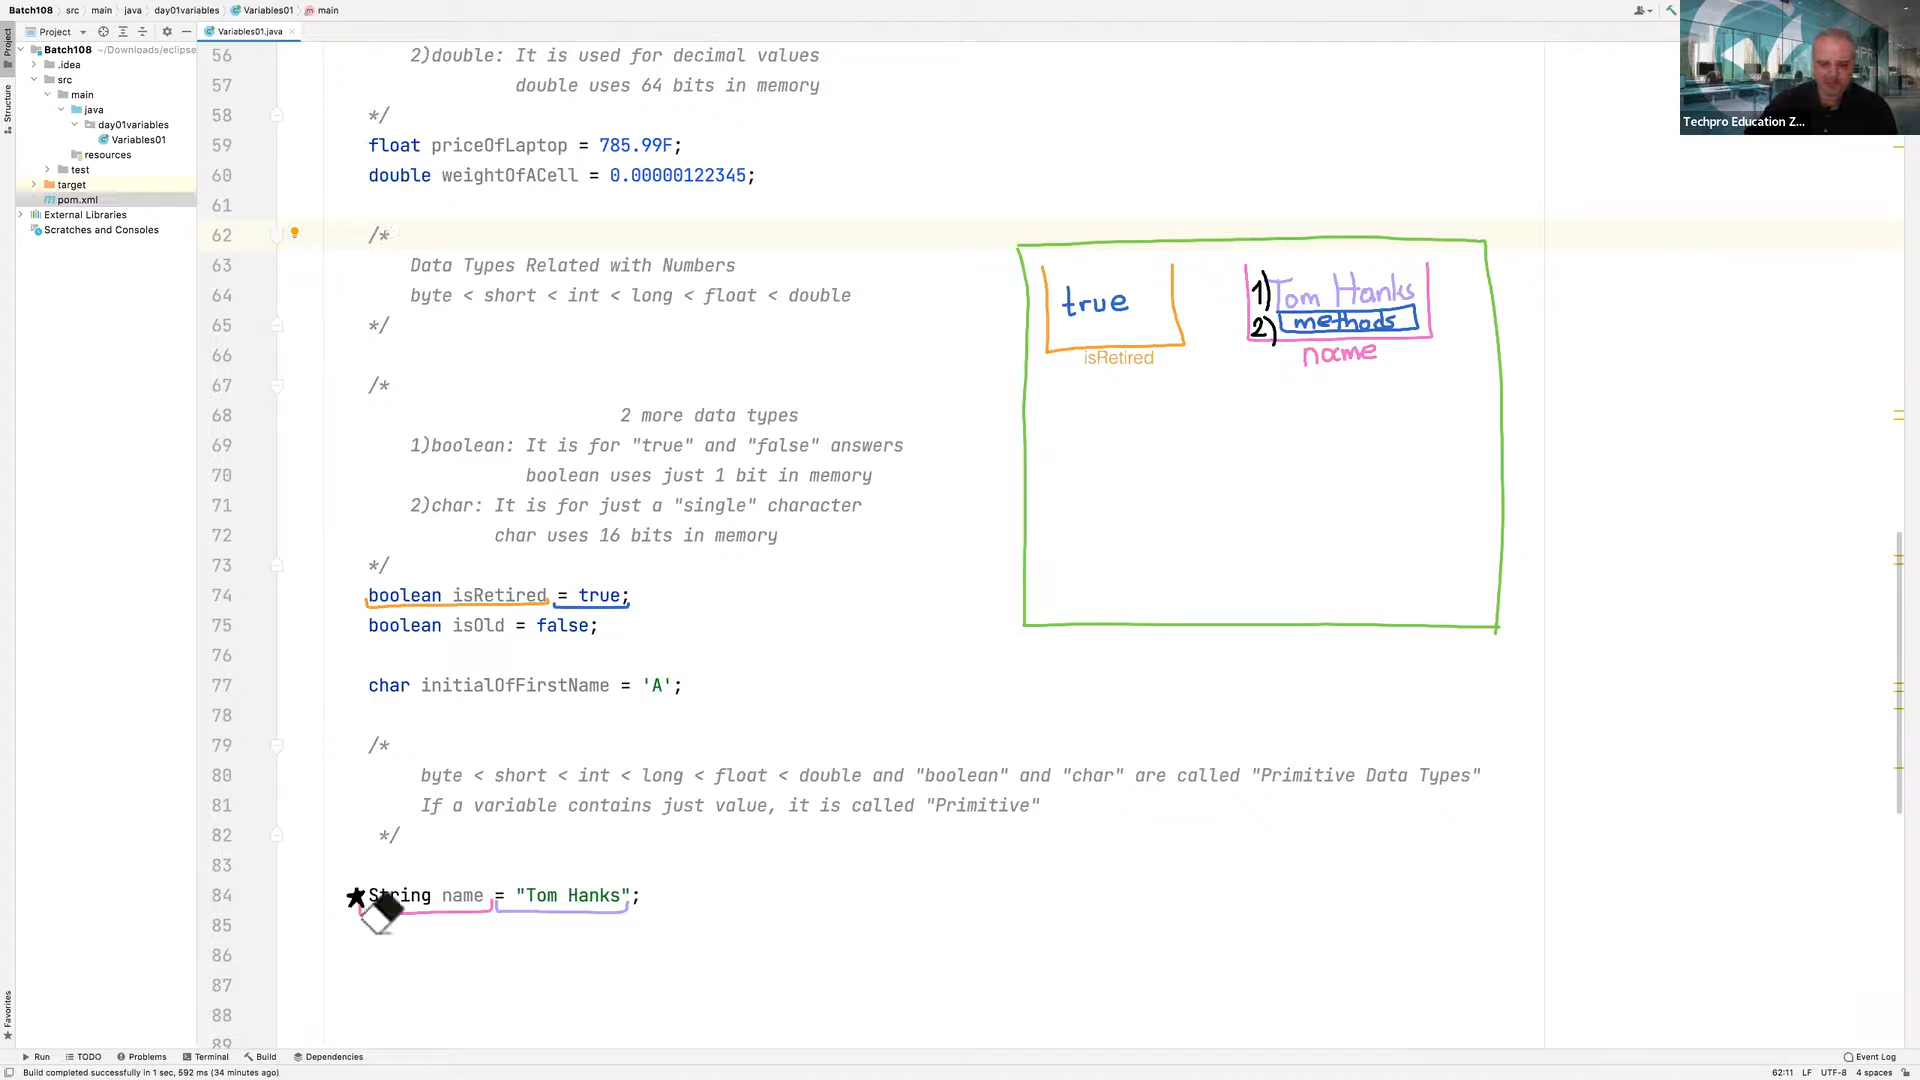 Batch108 src main java day01variables Variables01 main
Project Variables01.java
Project
Structure
Favorites
Batch108 ~/Downloads/eclipse
.idea
src
main
java
day01variables
Variables01
resources
test
target
pom.xml
External Libraries
Scratches and Consoles
56 2)double: It is used for decimal values
57 double uses 64 bits in memory
58 */
59 float priceOfLaptop = 785.99F;
60 double weightOfACell = 0.00000122345;
61
62 /*
63 Data Types Related with Numbers
64 byte < short < int < long < float < double
65 */
66
67 /*
68 2 more data types
69 1)boolean: It is for "true" and "false" answers
70 boolean uses just 1 bit in memory
71 2)char: It is for just a "single" character
72 char uses 16 bits in memory
73 */
74 boolean isRetired = true;
75 boolean isOld = false;
76
77 char initialOfFirstName = 'A';
78
79 /*
80 byte < short < int < long < float < double and "boolean" and "char" are called "Primitive Data Types"
81 If a variable contains just value, it is called "Primitive"
82 */
83
84 String name = "Tom Hanks";
85
86
87
88
89
true
isRetired
1) Tom Hanks
2) methods
name
Techpro Education Z...
Run TODO Problems Terminal Build Dependencies Event Log
Build completed successfully in 1 sec, 592 ms (34 minutes ago) 62:11 LF UTF-8 4 spaces